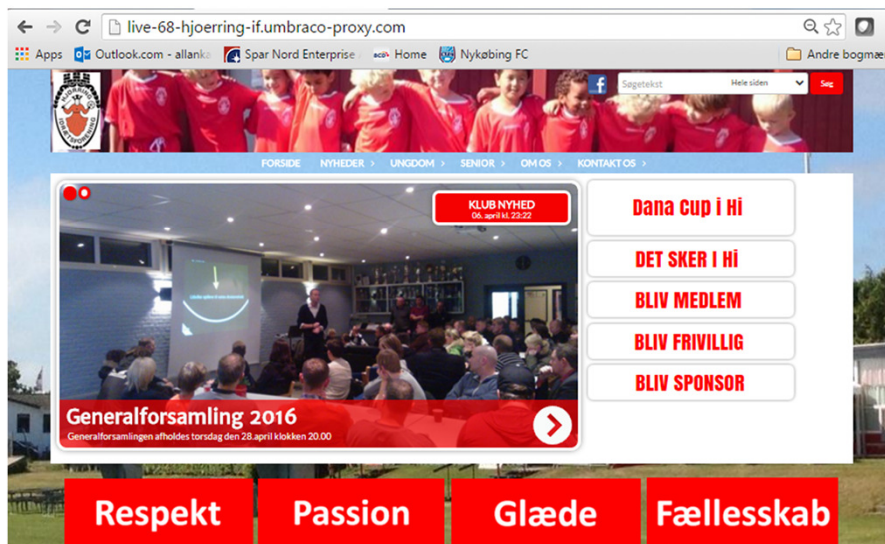 live-68-hjoerring-if.umbraco-proxy.com
Apps Outlook.com - allanka Spar Nord Enterprise Home Nykøbing FC Andre bogmæ
HJØRRING
IDRÆTSFORENING
Søgetekst Hele siden Søg
FORSIDE NYHEDER > UNGDOM > SENIOR > OM OS > KONTAKT OS >
KLUB NYHED
06. april kl. 23:22
Generalforsamling 2016
Generalforsamlingen afholdes torsdag den 28.april klokken 20.00
Dana Cup i Hi
DET SKER I Hi
BLIV MEDLEM
BLIV FRIVILLIG
BLIV SPONSOR
Respekt Passion Glæde Fællesskab